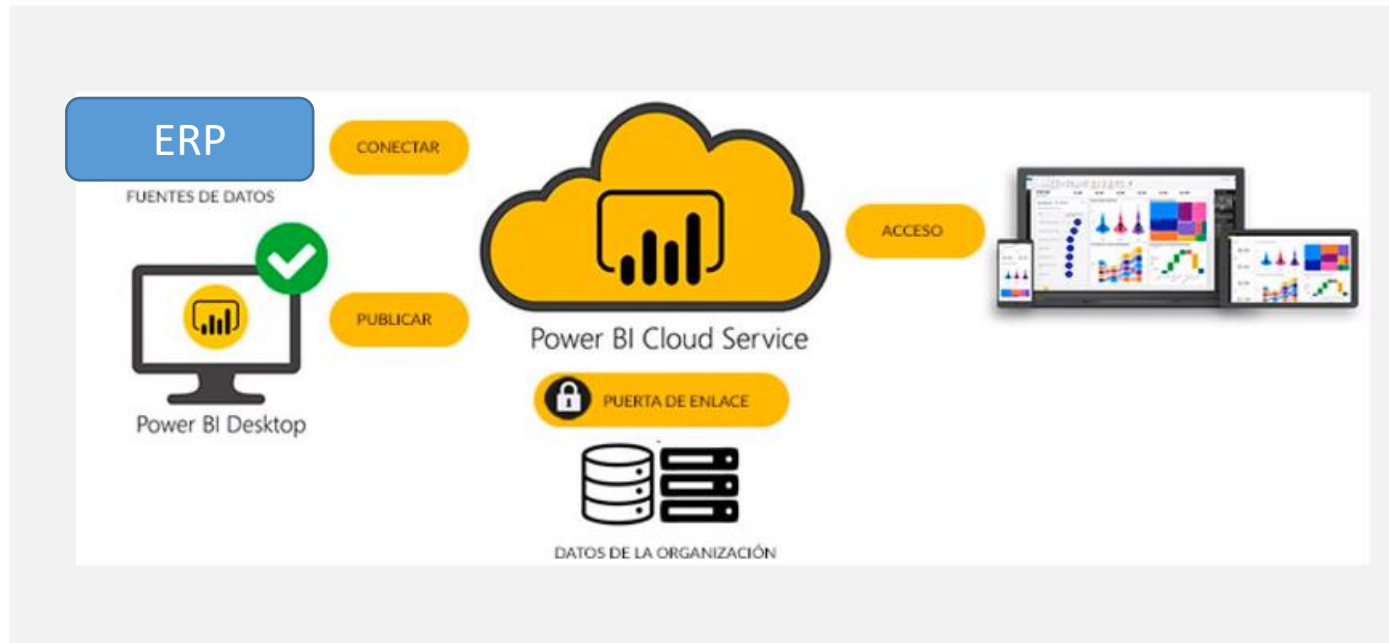 ERP
CONECTAR
FUENTES DE DATOS
PUBLICAR
Power BI Desktop
Power BI Cloud Service
ACCESO
PUERTA DE ENLACE
DATOS DE LA ORGANIZACIÓN